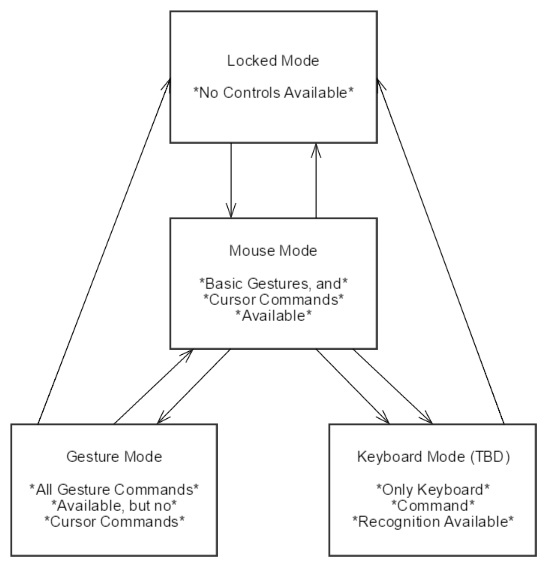 Locked Mode
*No Controls Available*
Mouse Mode
*Basic Gestures, and*
*Cursor Commands*
*Available*
Gesture Mode
*All Gesture Commands*
*Available, but no*
*Cursor Commands*
Keyboard Mode (TBD)
*Only Keyboard*
*Command*
*Recognition Available*